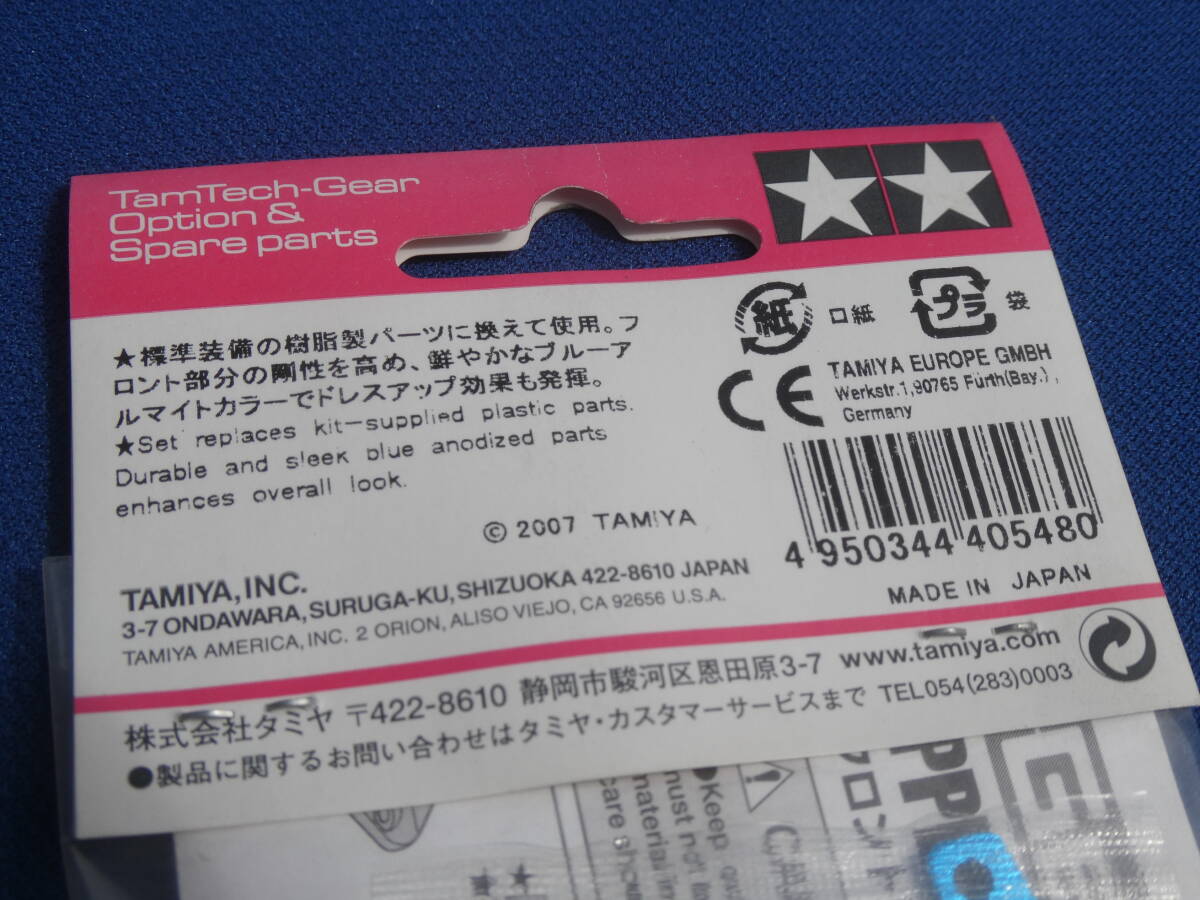 TamTech-Gear
Option &
Spare parts
★標準装備の樹脂製パーツに換えて使用。フ
ロント部分の剛性を高め、鮮やかなブルーア
ルマイトカラーでドレスアップ効果も発揮。
★Set replaces kit-supplied plastic parts.
Durable and sleek blue anodized parts
enhances overall look.
© 2007 TAMIYA
紙 口紙
プラ 袋
CE
TAMIYA EUROPE GMBH
Werkstr.1,90765 Fürth(Bay.),
Germany
4 950344 405480
MADE IN JAPAN
TAMIYA, INC.
3-7 ONDAWARA, SURUGA-KU, SHIZUOKA 422-8610 JAPAN
TAMIYA AMERICA, INC. 2 ORION, ALISO VIEJO, CA 92656 U.S.A.
株式会社タミヤ 〒422-8610 静岡市駿河区恩田原3-7 www.tamiya.com
●製品に関するお問い合わせはタミヤ・カスタマーサービスまで TEL054(283)0003
●Keep
must not
material
care
フロント